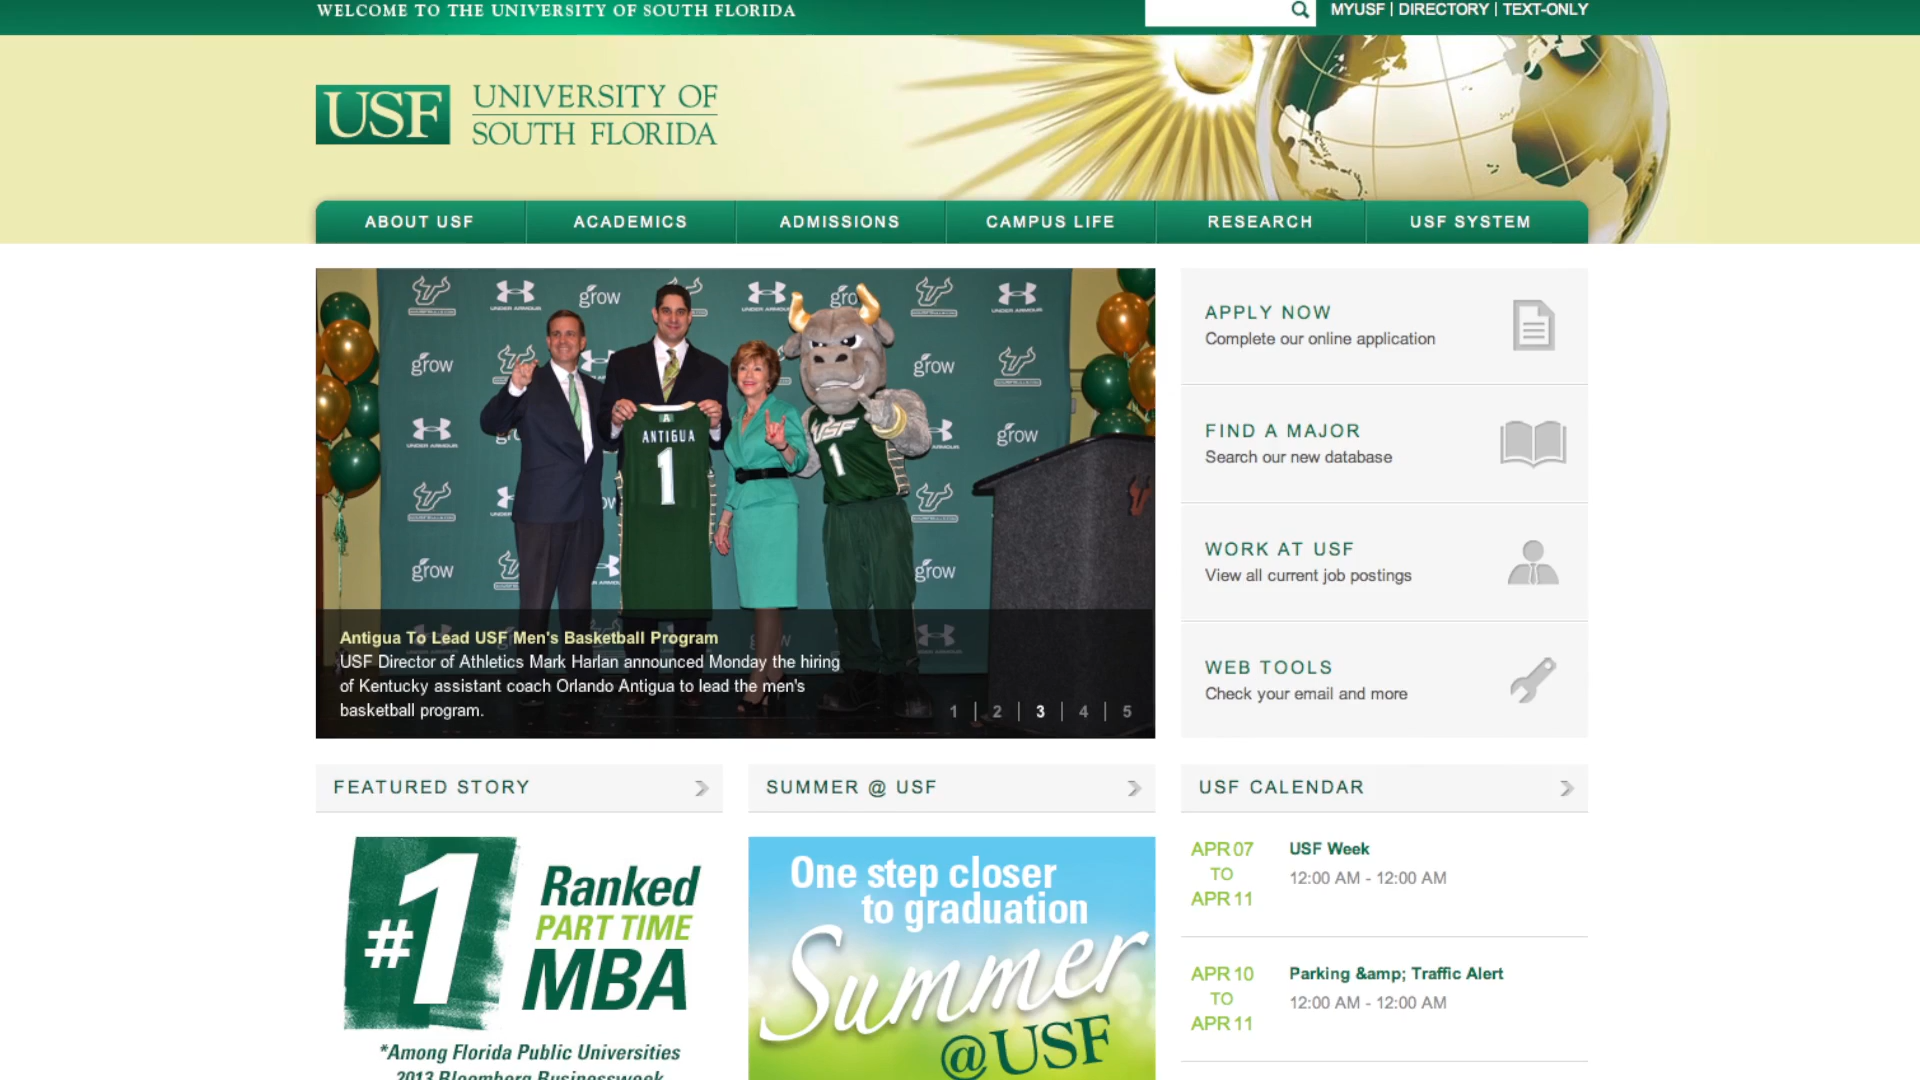 WELCOME TO THE UNIVERSITY OF SOUTH FLORIDA
MYUSF | DIRECTORY | TEXT-ONLY
USF
UNIVERSITY OF
SOUTH FLORIDA
ABOUT USF
ACADEMICS
ADMISSIONS
CAMPUS LIFE
RESEARCH
USF SYSTEM
grow
UNDER ARMOUR
A
ANTIGUA
1
USF
1
Antigua To Lead USF Men's Basketball Program
USF Director of Athletics Mark Harlan announced Monday the hiring
of Kentucky assistant coach Orlando Antigua to lead the men's
basketball program.
1 | 2 | 3 | 4 | 5
APPLY NOW
Complete our online application
FIND A MAJOR
Search our new database
WORK AT USF
View all current job postings
WEB TOOLS
Check your email and more
FEATURED STORY
#1
Ranked
PART TIME
MBA
*Among Florida Public Universities
2013 Bloomberg Businessweek
SUMMER @ USF
One step closer
to graduation
Summer
@USF
USF CALENDAR
APR 07
TO
APR 11
USF Week
12:00 AM - 12:00 AM
APR 10
TO
APR 11
Parking &amp; Traffic Alert
12:00 AM - 12:00 AM